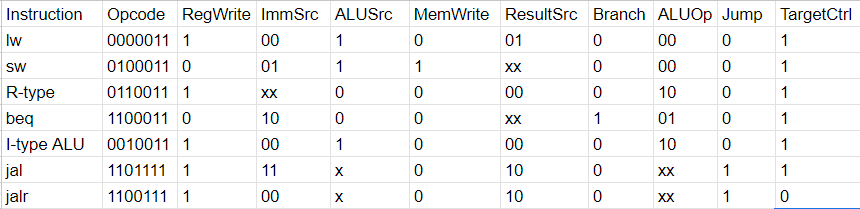 Instruction Opcode RegWrite ImmSrc ALUSrc MemWrite ResultSrc Branch ALUOp Jump TargetCtrl
lw 0000011 1 00 1 0 01 0 00 0 1
sw 0100011 0 01 1 1 xx 0 00 0 1
R-type 0110011 1 xx 0 0 00 0 10 0 1
beq 1100011 0 10 0 0 xx 1 01 0 1
I-type ALU 0010011 1 00 1 0 00 0 10 0 1
jal 1101111 1 11 x 0 10 0 xx 1 1
jalr 1100111 1 00 x 0 10 0 xx 1 0